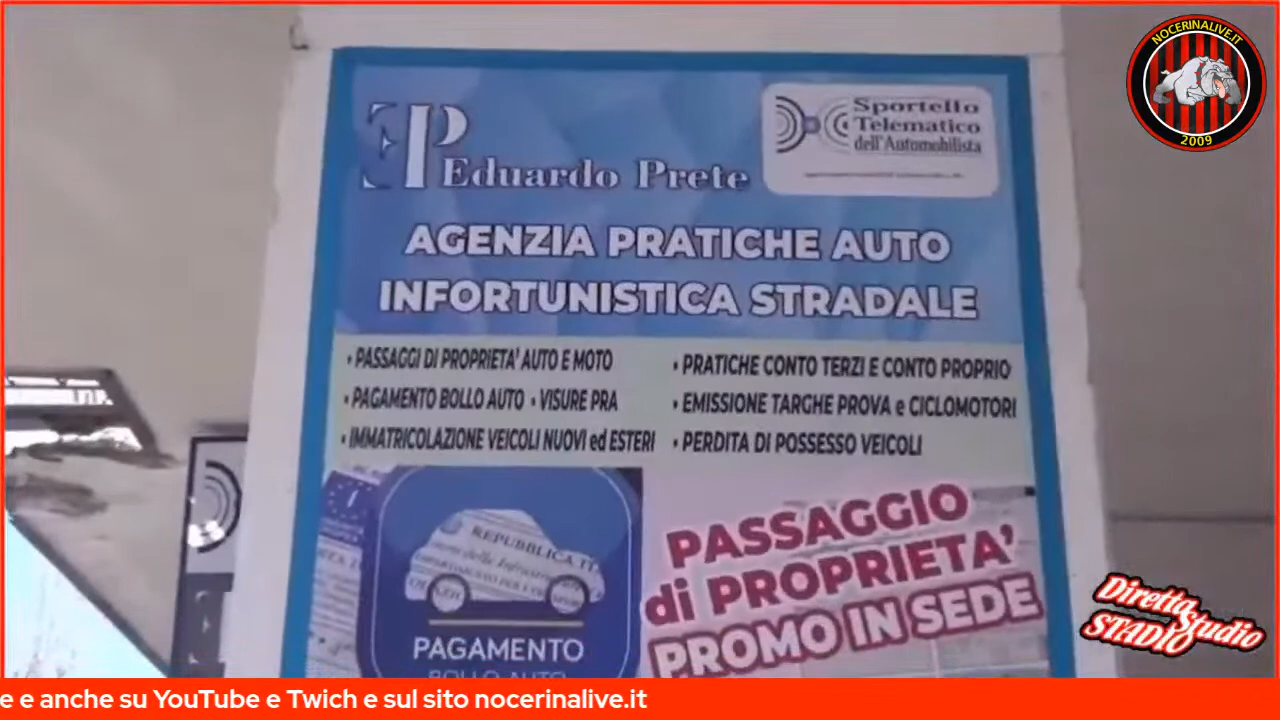 NOCERINALIVE.IT
2009
EP
Eduardo Prete
Sportello
Telematico
dell'Automobilista
AGENZIA PRATICHE AUTO
INFORTUNISTICA STRADALE
• PASSAGGI DI PROPRIETA' AUTO E MOTO
• PAGAMENTO BOLLO AUTO • VISURE PRA
• IMMATRICOLAZIONE VEICOLI NUOVI ed ESTERI
• PRATICHE CONTO TERZI E CONTO PROPRIO
• EMISSIONE TARGHE PROVA e CICLOMOTORI
• PERDITA DI POSSESSO VEICOLI
REPUBBLICA IT
PAGAMENTO
BOLLO AUTO
PASSAGGIO
di PROPRIETA'
PROMO IN SEDE
Diretta
Studio
STADIO
e e anche su YouTube e Twich e sul sito nocerinalive.it